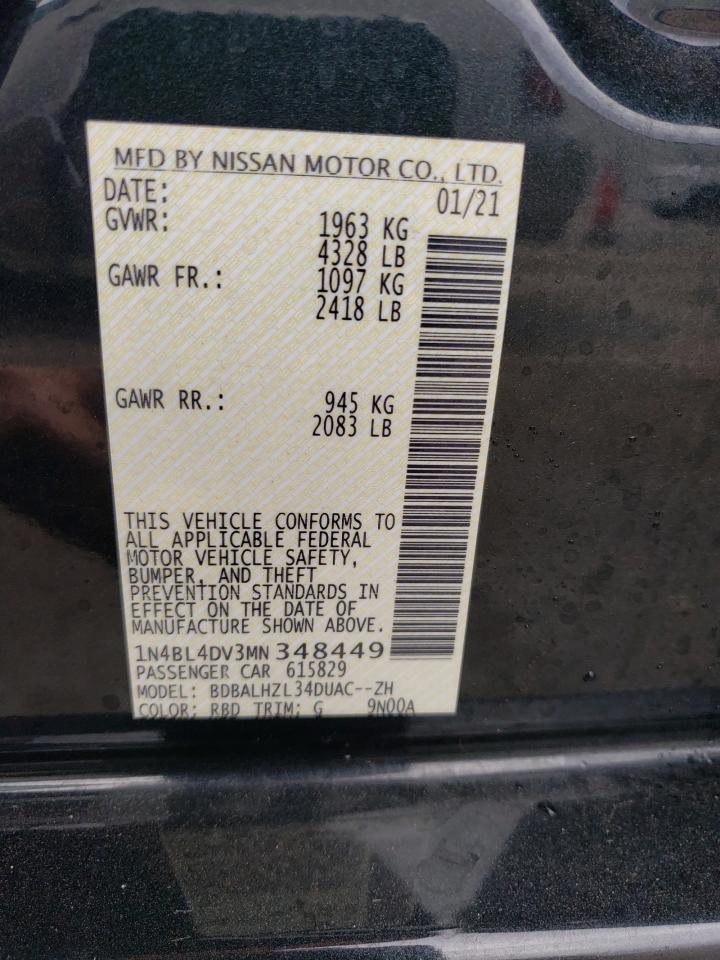 MFD BY NISSAN MOTOR CO., LTD.
DATE: 01/21
GVWR: 1963 KG
4328 LB
GAWR FR.: 1097 KG
2418 LB
GAWR RR.: 945 KG
2083 LB
THIS VEHICLE CONFORMS TO
ALL APPLICABLE FEDERAL
MOTOR VEHICLE SAFETY,
BUMPER, AND THEFT
PREVENTION STANDARDS IN
EFFECT ON THE DATE OF
MANUFACTURE SHOWN ABOVE.
1N4BL4DV3MN 348449
PASSENGER CAR 615829
MODEL: BDBALHZL34DUAC--ZH
COLOR: RBD TRIM: G 9N00A